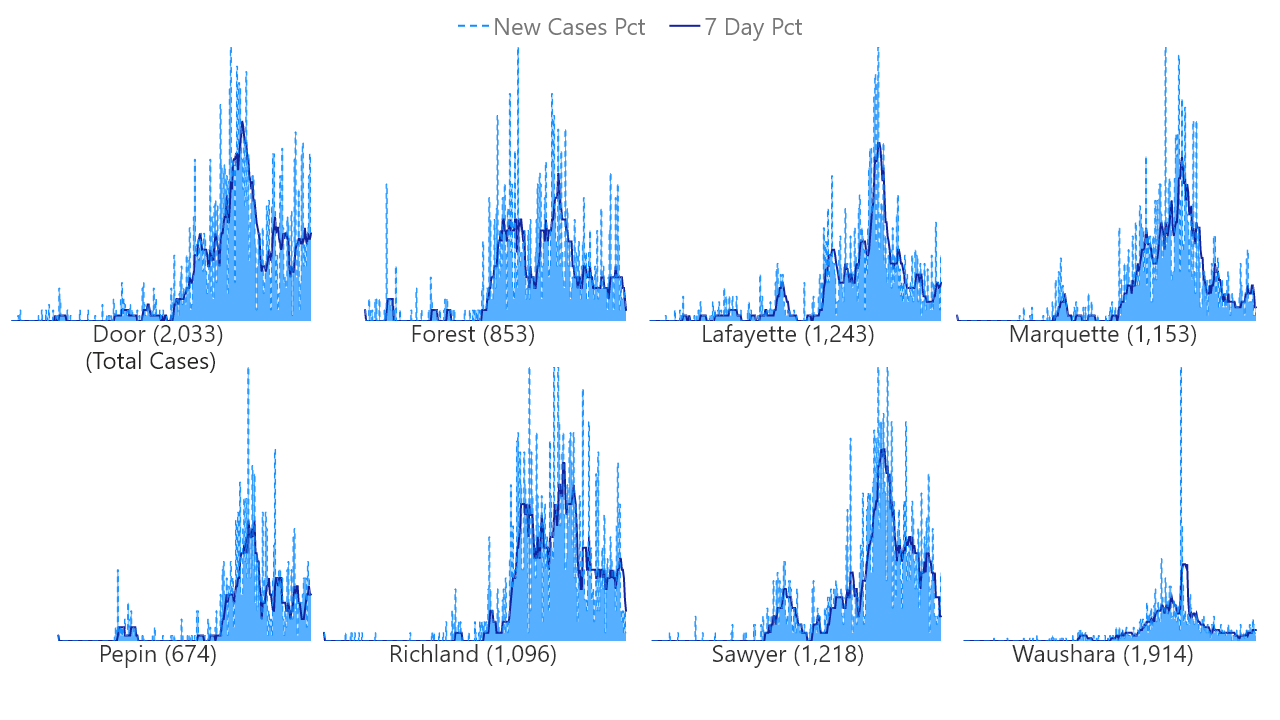 New Cases Pct 7 Day Pct
Door (2,033) Forest (853) Lafayette (1,243) Marquette (1,153)
(Total Cases)
Pepin (674) Richland (1,096) Sawyer (1,218) Waushara (1,914)